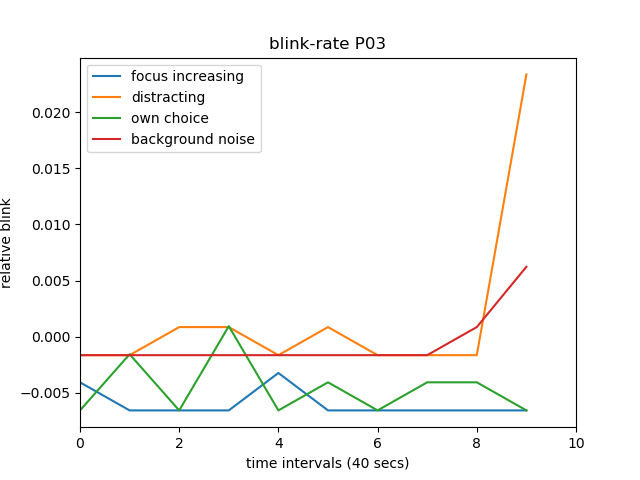 blink-rate P03
focus increasing
distracting
own choice
background noise
0.020
0.015
0.010
0.005
0.000
−0.005
relative blink
0 2 4 6 8 10
time intervals (40 secs)